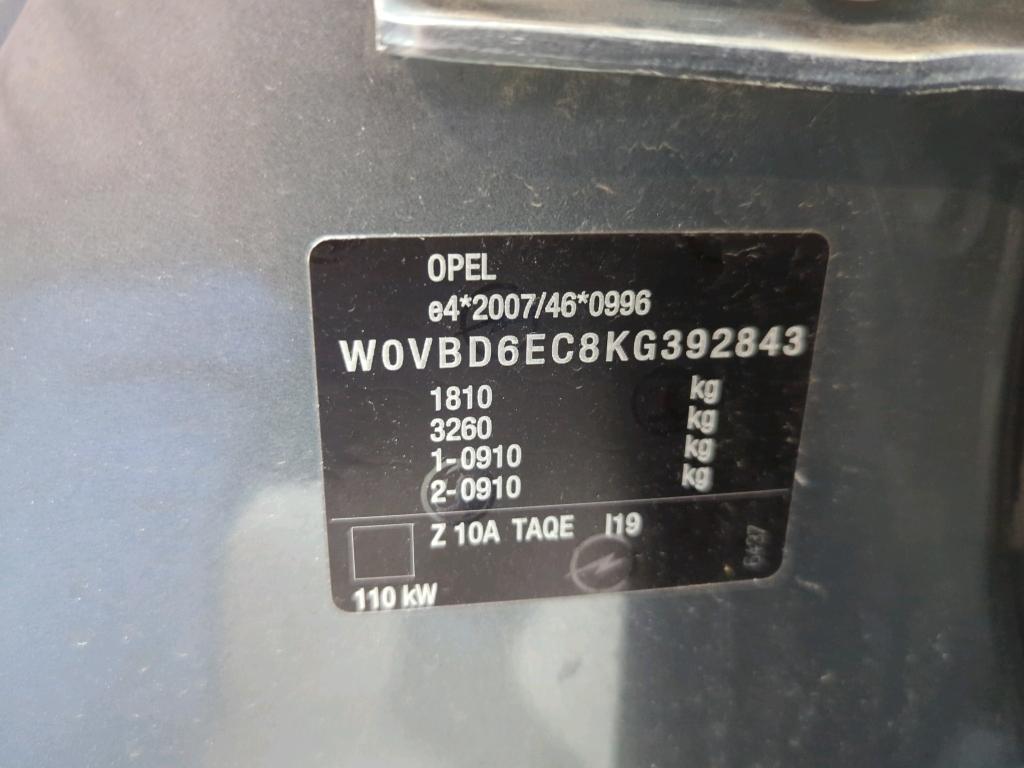 OPEL
e4*2007/46*0996
W0VBD6EC8KG392843
1810 kg
3260 kg
1-0910 kg
2-0910 kg
Z 10A TAQE I19
110 kW